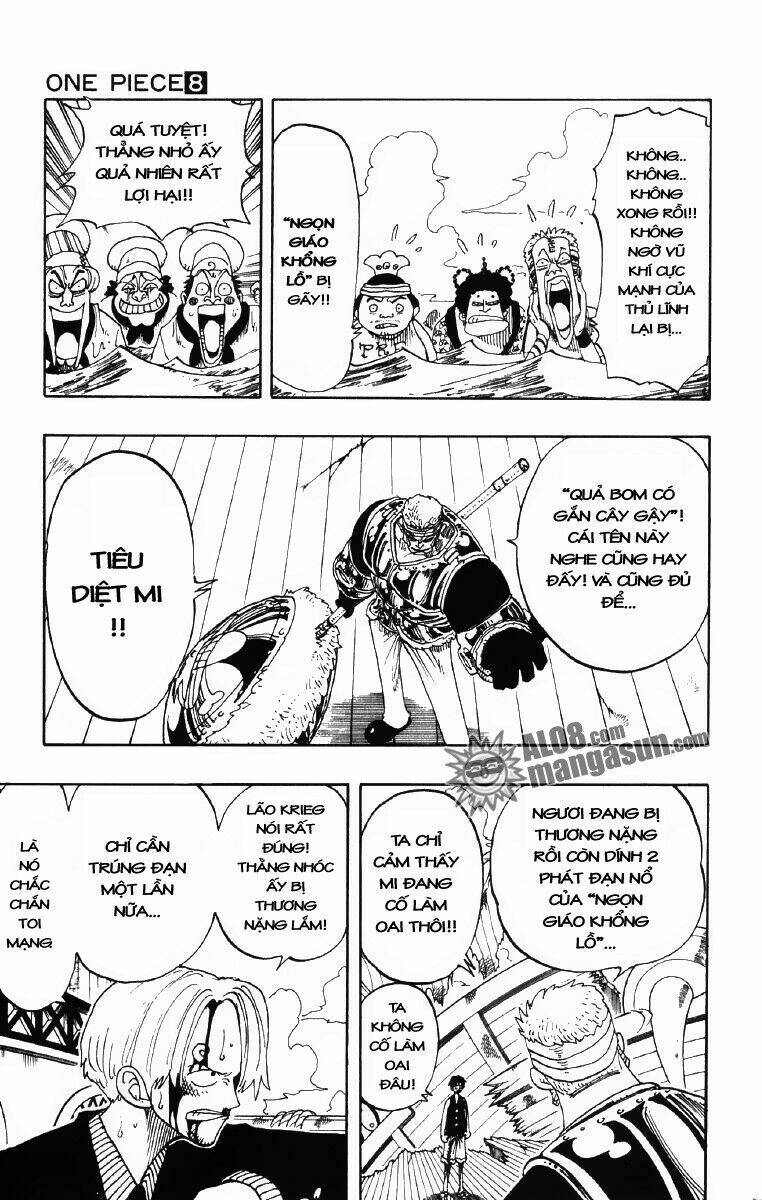 ONE PIECE 8
KHÔNG..
KHÔNG..
KHÔNG
XONG RỒI!!
KHÔNG
NGỜ VŨ
KHÍ CỰC
MẠNH CỦA
THỦ LĨNH
LẠI BỊ...
"NGỌN
GIÁO
KHỔNG
LỒ" BỊ
GÃY!!
QUÁ TUYỆT!
THẰNG NHỎ ẤY
QUẢ NHIÊN RẤT
LỢI HẠI!!
PR
"QUẢ BOM CÓ
GẮN CÂY GẬY"!
CÁI TÊN NÀY
NGHE CŨNG HAY
ĐẤY! VÀ CŨNG ĐỦ
ĐỂ...
TIÊU
DIỆT MI
!!
AL08.com
mangasun.com
NGƯƠI ĐANG BỊ
THƯƠNG NẶNG
RỒI CÒN DÍNH 2
PHÁT ĐẠN NỔ
CỦA "NGỌN
GIÁO KHỔNG
LỒ"...
TA CHỈ
CẢM THẤY
MI ĐANG
CỐ LÀM
OAI THÔI!!
TA
KHÔNG
CỐ LÀM
OAI
ĐÂU!
LÃO KRIEG
NÓI RẤT
ĐÚNG!
THẰNG NHÓC
ẤY BỊ
THƯƠNG
NẶNG LẮM!
CHỈ CẦN
TRÚNG ĐẠN
MỘT LẦN
NỮA...
LÀ
NÓ
CHẮC
CHẮN
TOI
MẠNG